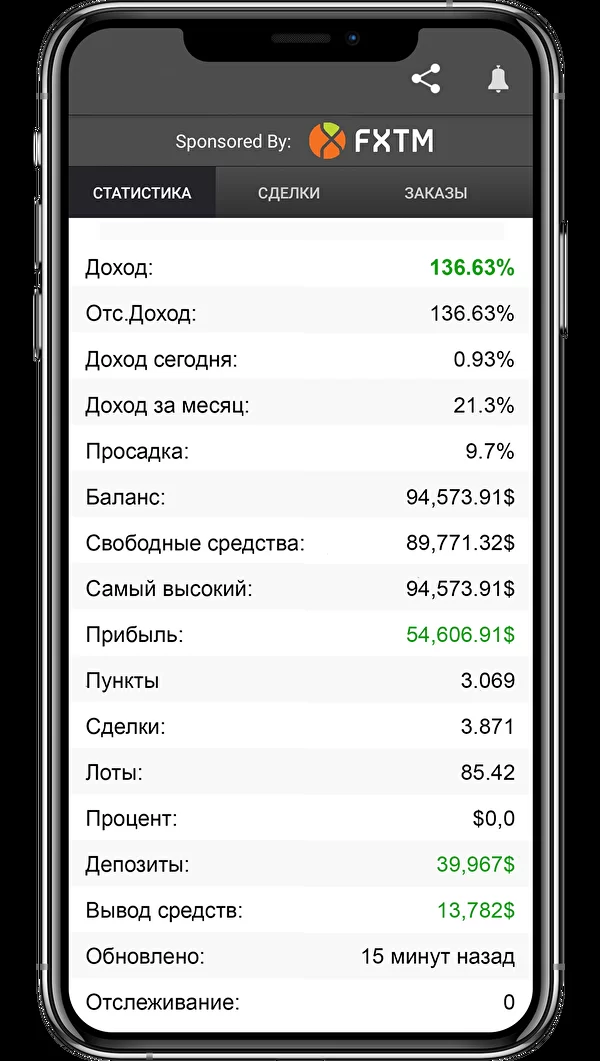 Sponsored By: FXTM
СТАТИСТИКА СДЕЛКИ ЗАКАЗЫ
Доход: 136.63%
Отс.Доход: 136.63%
Доход сегодня: 0.93%
Доход за месяц: 21.3%
Просадка: 9.7%
Баланс: 94,573.91$
Свободные средства: 89,771.32$
Самый высокий: 94,573.91$
Прибыль: 54,606.91$
Пункты 3.069
Сделки: 3.871
Лоты: 85.42
Процент: $0,0
Депозиты: 39,967$
Вывод средств: 13,782$
Обновлено: 15 минут назад
Отслеживание: 0